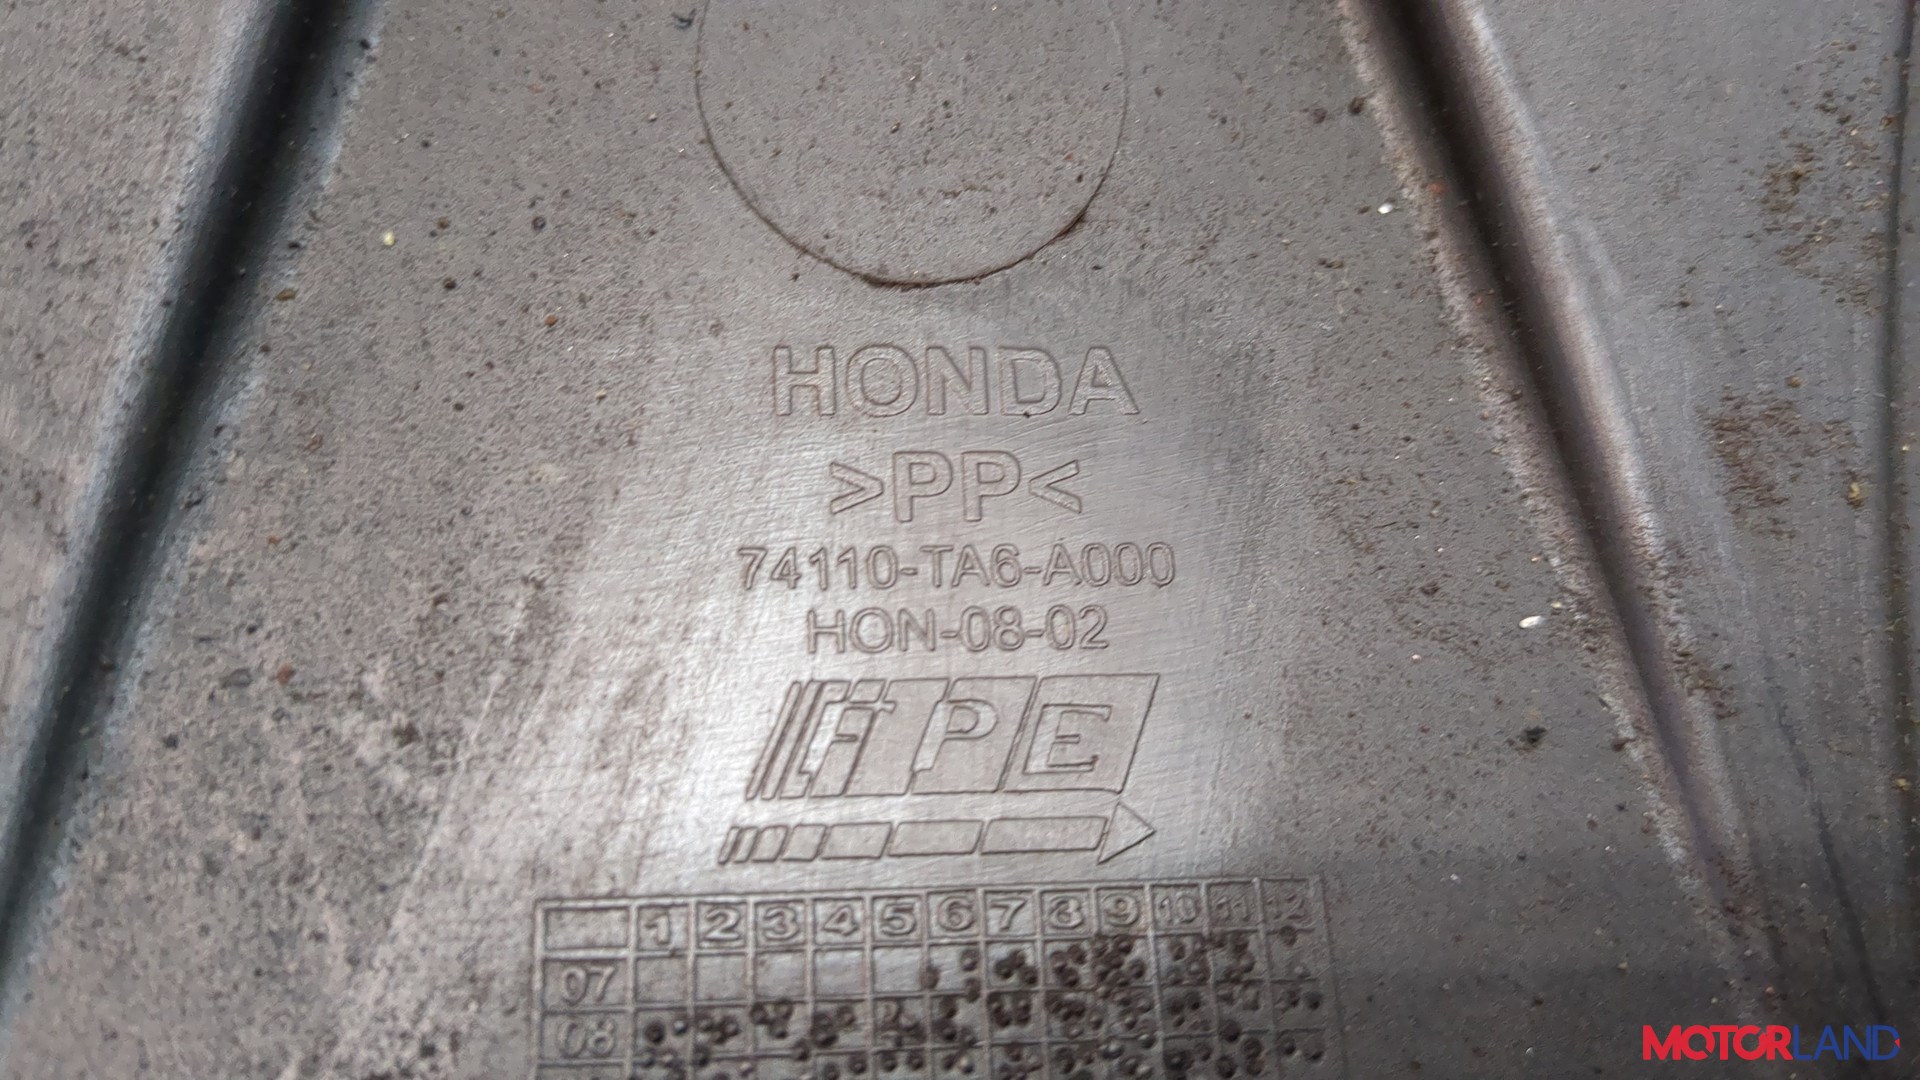 HONDA
>PP<
74110-TA6-A000
HON-08-02
FPE
1 2 3 4 5 6 7 8 9 10 11 12
07
08
MOTORLAND